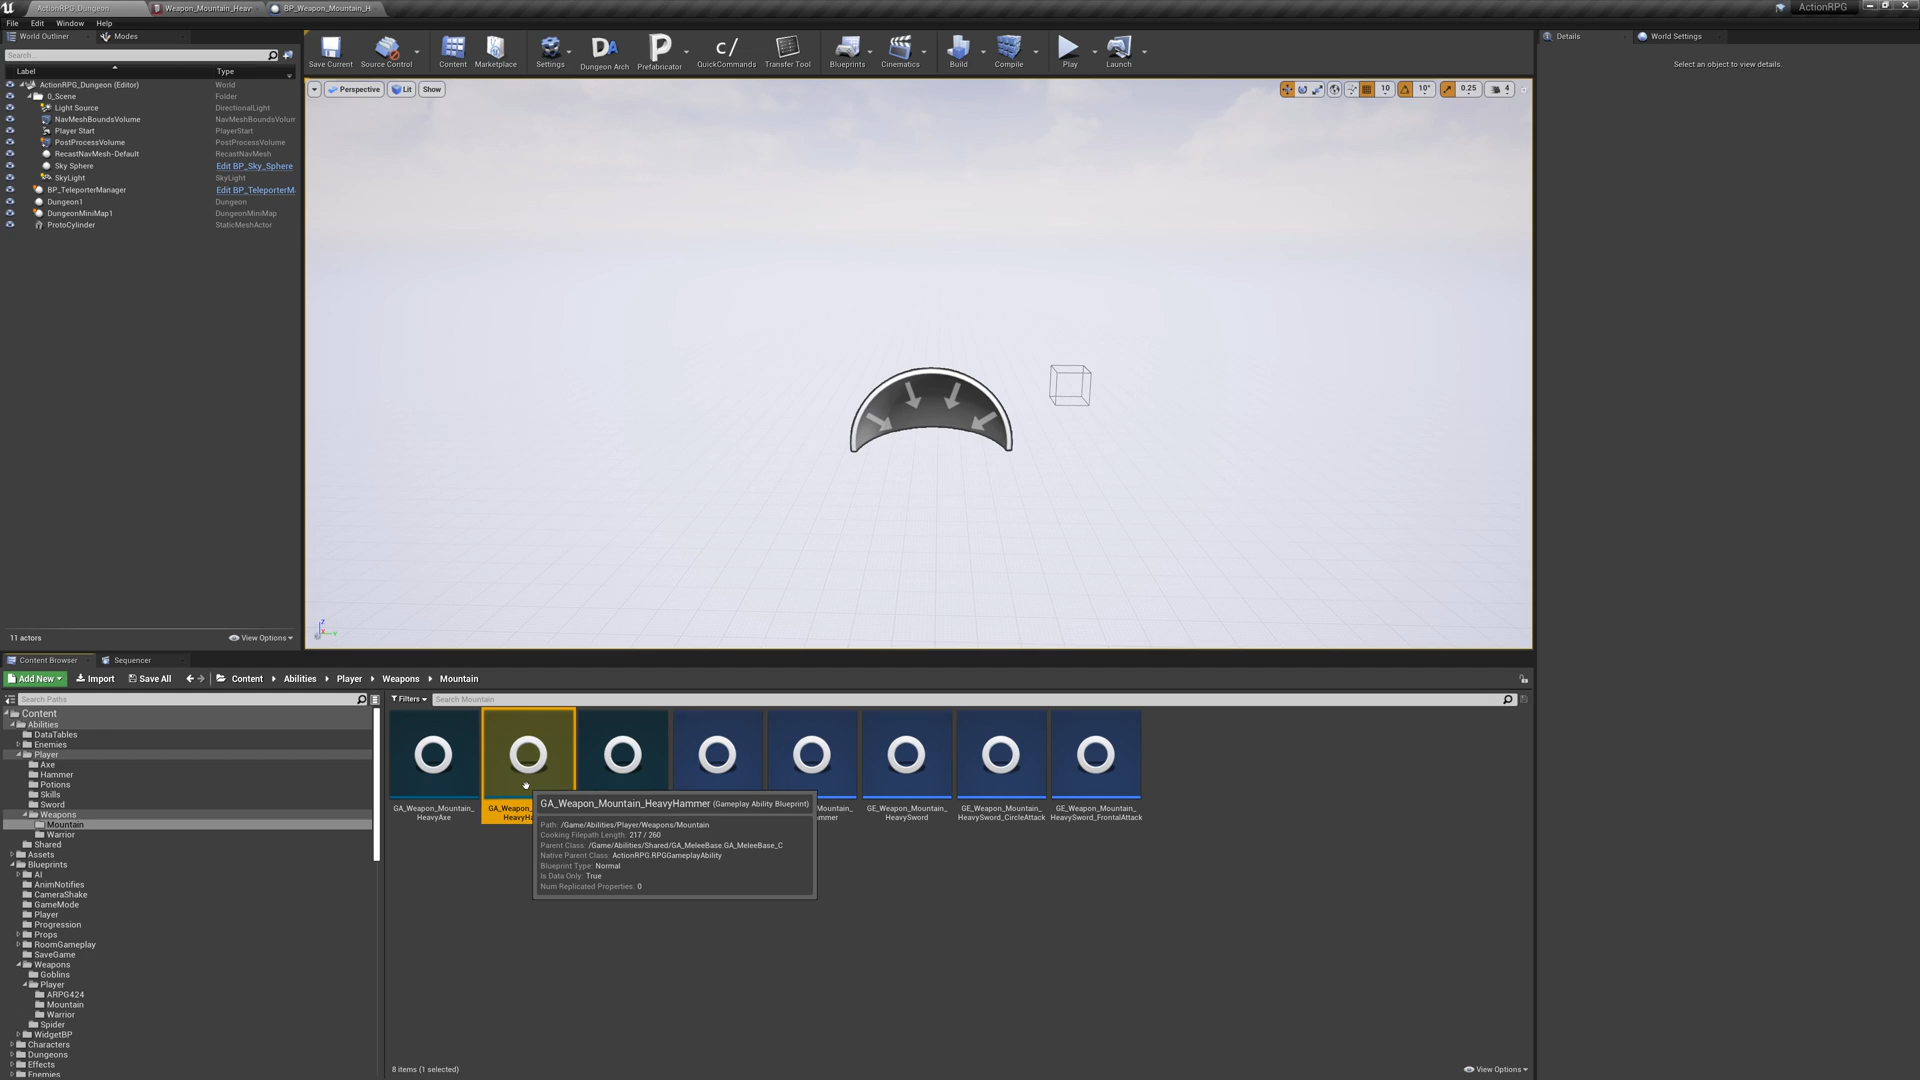 ActionRPG_Dungeon
Weapon_Mountain_Heav
BP_Weapon_Mountain_H
ActionRPG
File Edit Window Help
World Outliner
Modes
Search...
Label Type
ActionRPG_Dungeon (Editor) World
0_Scene Folder
Light Source DirectionalLight
NavMeshBoundsVolume NavMeshBoundsVolum
Player Start PlayerStart
PostProcessVolume PostProcessVolume
RecastNavMesh-Default RecastNavMesh
Sky Sphere Edit BP_Sky_Sphere
SkyLight SkyLight
BP_TeleporterManager Edit BP_TeleporterM
Dungeon1 Dungeon
DungeonMiniMap1 DungeonMiniMap
ProtoCylinder StaticMeshActor
11 actors
View Options
Save Current
Source Control
Content
Marketplace
Settings
DA
Dungeon Arch
P
Prefabricator
c/
QuickCommands
Transfer Tool
Blueprints
Cinematics
Build
Compile
Play
Launch
Perspective
Lit
Show
10
10°
0.25
4
Details
World Settings
Select an object to view details.
Content Browser
Sequencer
Add New
Import
Save All
Content
Abilities
Player
Weapons
Mountain
Search Paths
Content
Abilities
DataTables
Enemies
Player
Axe
Hammer
Potions
Skills
Sword
Weapons
Mountain
Warrior
Shared
Assets
Blueprints
AI
AnimNotifies
CameraShake
GameMode
Player
Progression
Props
RoomGameplay
SaveGame
Weapons
Goblins
Player
ARPG424
Mountain
Warrior
Spider
WidgetBP
Characters
Dungeons
Effects
Enemies
Filters
Search Mountain
GA_Weapon_Mountain_
HeavyAxe
GA_Weapon_
HeavyHa
Mountain_
mmer
GE_Weapon_Mountain_
HeavySword
GE_Weapon_Mountain_
HeavySword_CircleAttack
GE_Weapon_Mountain_
HeavySword_FrontalAttack
GA_Weapon_Mountain_HeavyHammer (Gameplay Ability Blueprint)
Path: /Game/Abilities/Player/Weapons/Mountain
Cooking Filepath Length: 217 / 260
Parent Class: /Game/Abilities/Shared/GA_MeleeBase.GA_MeleeBase_C
Native Parent Class: ActionRPG.RPGGameplayAbility
Blueprint Type: Normal
Is Data Only: True
Num Replicated Properties: 0
8 items (1 selected)
View Options